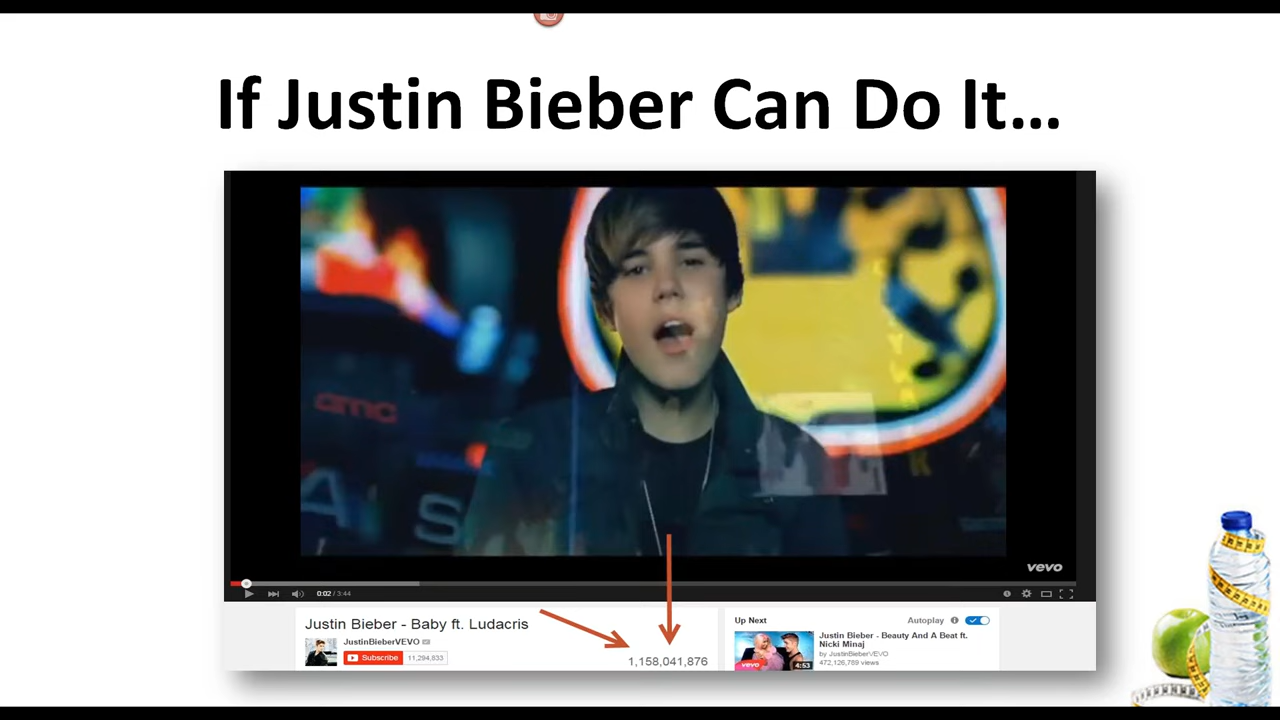 If Justin Bieber Can Do It...
amc
A S
vevo
0:02 / 3:44
Justin Bieber - Baby ft. Ludacris
JustinBieberVEVO
Subscribe 11,294,833
1,158,041,876
Up Next
Autoplay
Justin Bieber - Beauty And A Beat ft.
Nicki Minaj
by JustinBieberVEVO
472,126,789 views
vevo
4:53